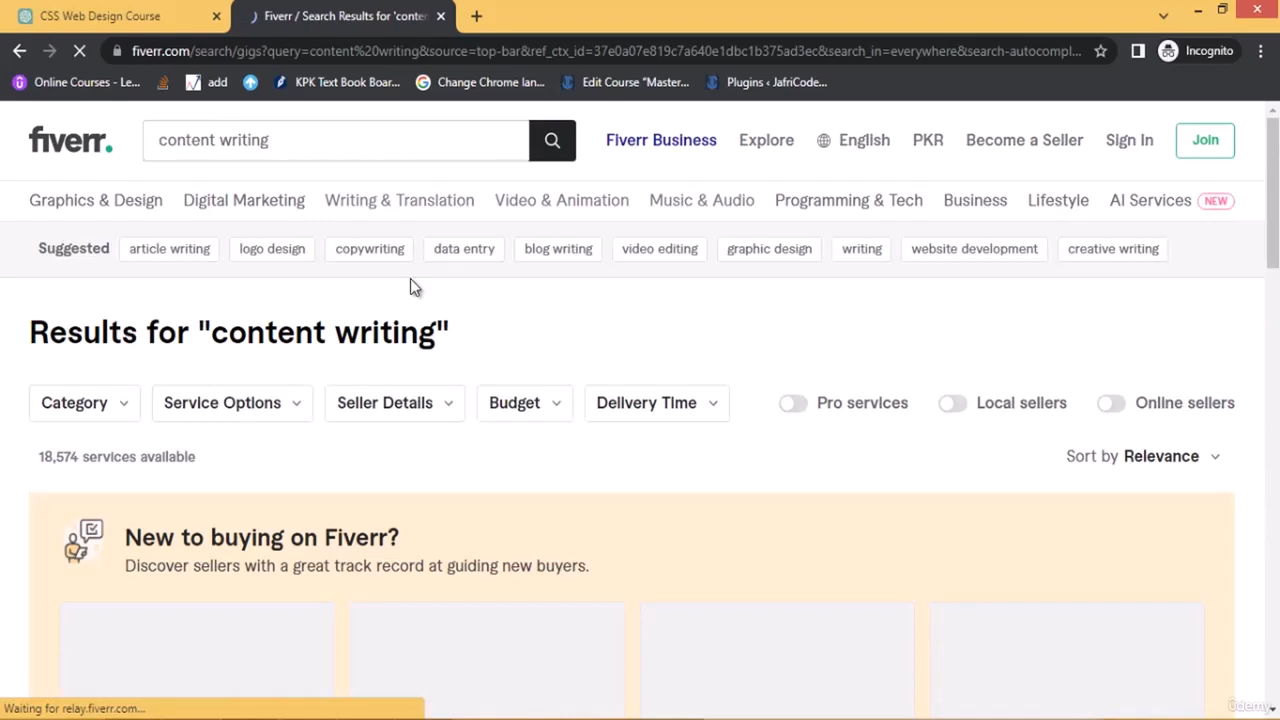 CSS Web Design Course
Fiverr / Search Results for 'conte
fiverr.com/search/gigs?query=content%20writing&source=top-bar&ref_ctx_id=37e0a07e819c7a640e1dbc1b375ad3ec&search_in=everywhere&search-autocompl...
Incognito
Online Courses - Le... add KPK Text Book Boar... Change Chrome lan... Edit Course "Master... Plugins ‹ JafriCode...
fiverr. content writing Fiverr Business Explore English PKR Become a Seller Sign In Join
Graphics & Design Digital Marketing Writing & Translation Video & Animation Music & Audio Programming & Tech Business Lifestyle AI Services NEW
Suggested article writing logo design copywriting data entry blog writing video editing graphic design writing website development creative writing
Results for "content writing"
Category Service Options Seller Details Budget Delivery Time Pro services Local sellers Online sellers
18,574 services available Sort by Relevance
New to buying on Fiverr?
Discover sellers with a great track record at guiding new buyers.
Waiting for relay.fiverr.com...
ûdemy